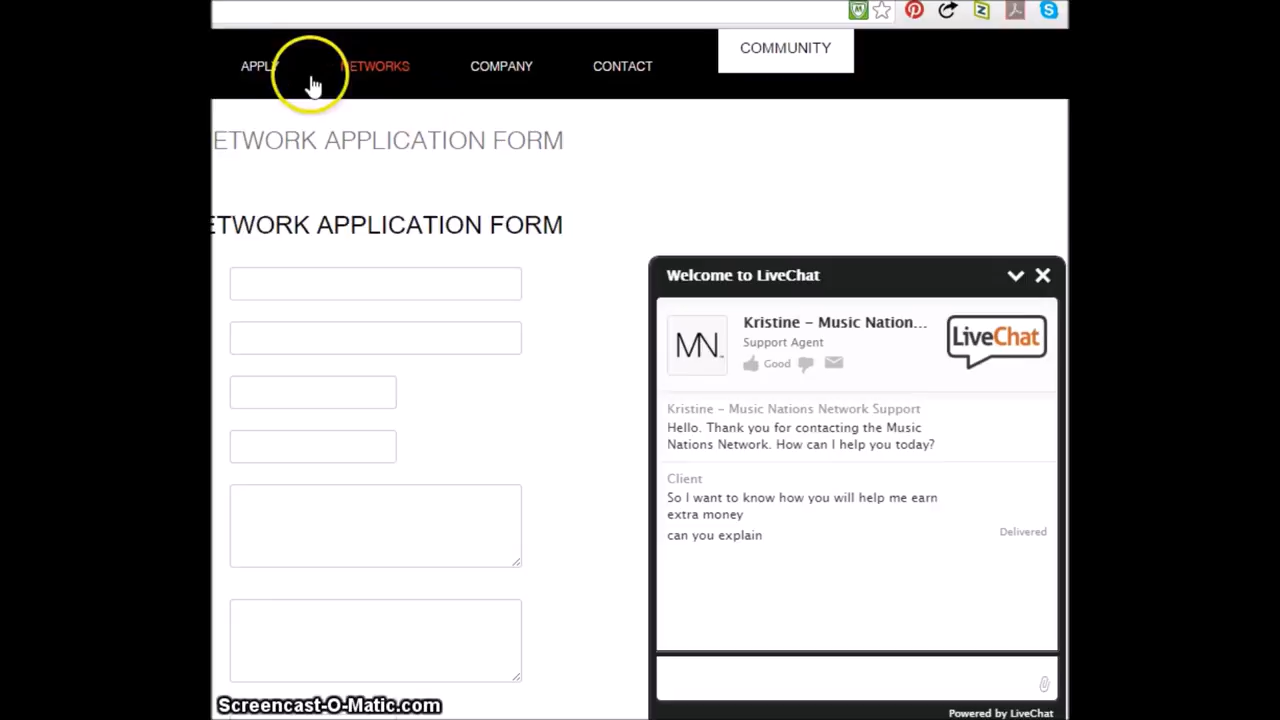 COMMUNITY
APPLY NETWORKS COMPANY CONTACT
ETWORK APPLICATION FORM
ETWORK APPLICATION FORM
Welcome to LiveChat
MN.
Kristine - Music Nation...
Support Agent
Good
LiveChat
Kristine - Music Nations Network Support
Hello. Thank you for contacting the Music
Nations Network. How can I help you today?
Client
So I want to know how you will help me earn
extra money
can you explain
Delivered
Screencast-O-Matic.com
Powered by LiveChat